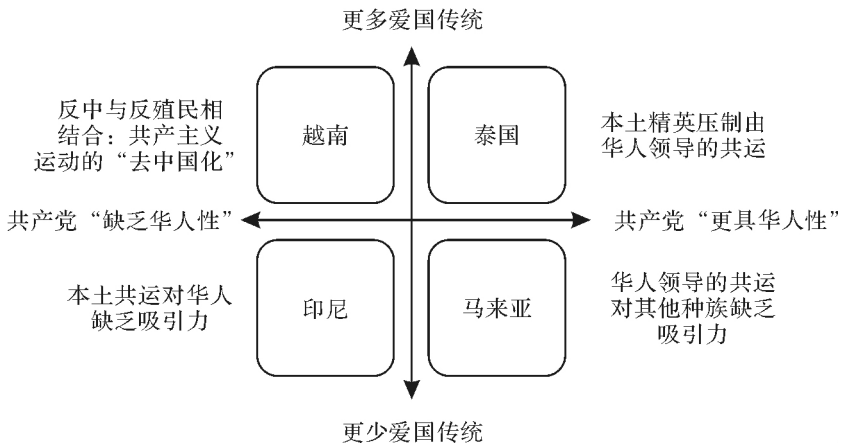 更多爱国传统
反中与反殖民相
结合：共产主义
运动的“去中国化”
越南
泰国
本土精英压制由
华人领导的共运
共产党“缺乏华人性”
共产党“更具华人性”
本土共运对华人
缺乏吸引力
印尼
马来亚
华人领导的共运
对其他种族缺乏
吸引力
更少爱国传统